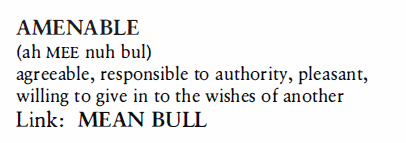 AMENABLE
(ah MEE nuh bul)
agreeable, responsible to authority, pleasant,
willing to give in to the wishes of another
Link: MEAN BULL